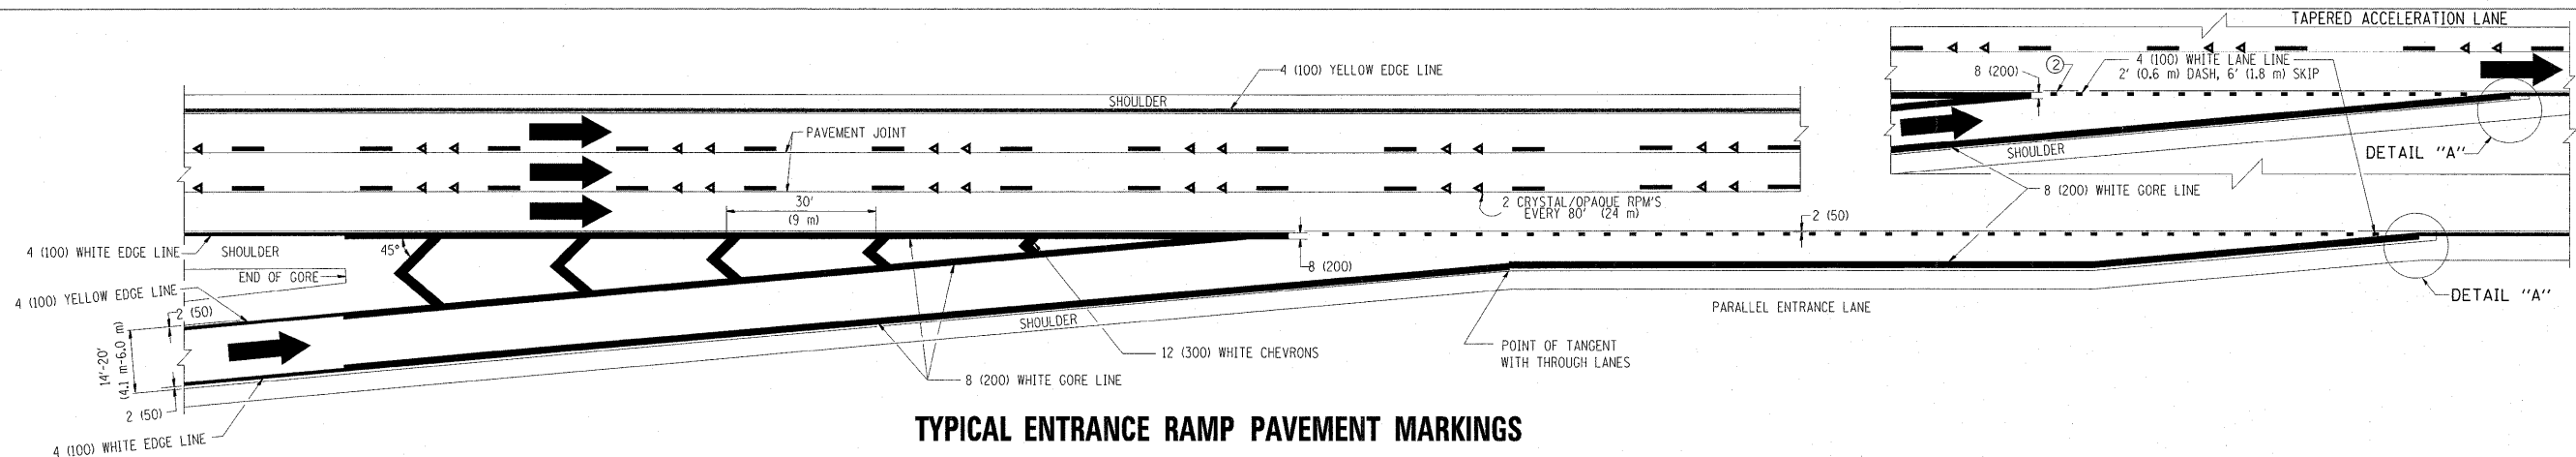 TAPERED ACCELERATION LANE
4 (100) YELLOW EDGE LINE
8 (200)
2
4 (100) WHITE LANE LINE
2' (0.6 m) DASH, 6' (1.8 m) SKIP
SHOULDER
PAVEMENT JOINT
SHOULDER
DETAIL "A"
8 (200) WHITE GORE LINE
30'
(9 m)
2 CRYSTAL/OPAQUE RPM'S
EVERY 80' (24 m)
2 (50)
4 (100) WHITE EDGE LINE
SHOULDER
45°
END OF GORE
8 (200)
4 (100) YELLOW EDGE LINE
2 (50)
DETAIL "A"
PARALLEL ENTRANCE LANE
SHOULDER
14'-20'
(4.1 m-6.0 m)
12 (300) WHITE CHEVRONS
POINT OF TANGENT
WITH THROUGH LANES
8 (200) WHITE GORE LINE
2 (50)
4 (100) WHITE EDGE LINE
TYPICAL ENTRANCE RAMP PAVEMENT MARKINGS